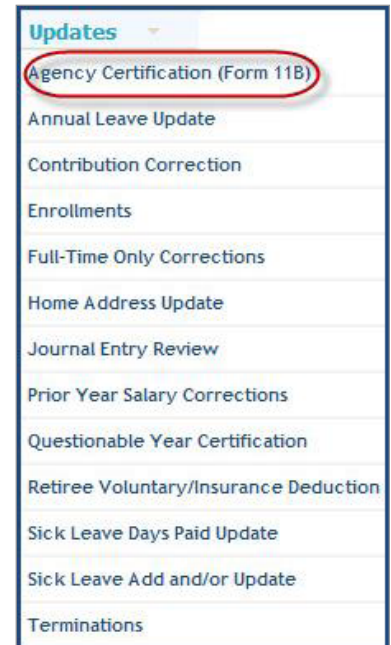 Updates
Agency Certification (Form 11B)
Annual Leave Update
Contribution Correction
Enrollments
Full-Time Only Corrections
Home Address Update
Journal Entry Review
Prior Year Salary Corrections
Questionable Year Certification
Retiree Voluntary/Insurance Deduction
Sick Leave Days Paid Update
Sick Leave Add and/or Update
Terminations